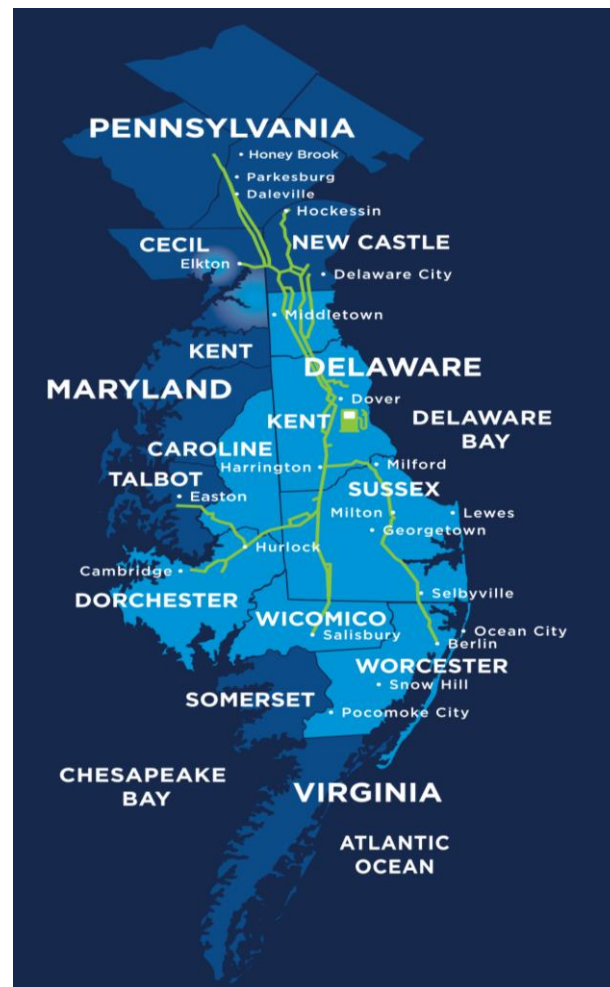 PENNSYLVANIA
Honey Brook
Parkesburg
Daleville
Hockessin
CECIL
NEW CASTLE
Elkton
Delaware City
Middletown
KENT
DELAWARE
MARYLAND
Dover
KENT
DELAWARE
BAY
CAROLINE
Harrington
Milford
TALBOT
SUSSEX
Easton
Milton
Lewes
Georgetown
Hurlock
Cambridge
Selbyville
DORCHESTER
WICOMICO
Ocean City
Salisbury
Berlin
WORCESTER
Snow Hill
SOMERSET
Pocomoke City
CHESAPEAKE
BAY
VIRGINIA
ATLANTIC
OCEAN